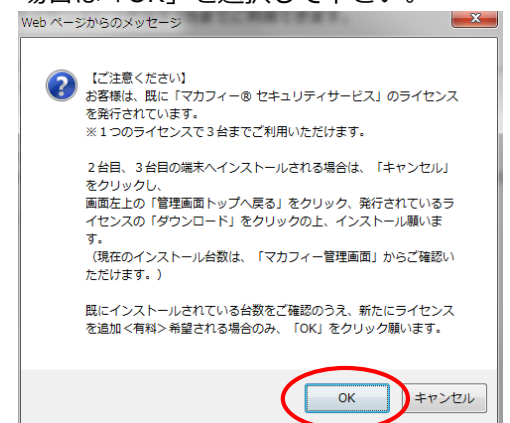 場合は「OK」を選択して下さい。
Web ページからのメッセージ
【ご注意ください】
お客様は、既に「マカフィー® セキュリティサービス」のライセンス
を発行されています。
※１つのライセンスで３台までご利用いただけます。
２台目、３台目の端末へインストールされる場合は、「キャンセル」
をクリックし、
画面左上の「管理画面トップへ戻る」をクリック、発行されているラ
イセンスの「ダウンロード」をクリックの上、インストール願いま
す。
（現在のインストール台数は、「マカフィー管理画面」からご確認い
ただけます。）
既にインストールされている台数をご確認のうえ、新たにライセンス
を追加＜有料＞希望される場合のみ、「OK」をクリック願います。
OK
キャンセル